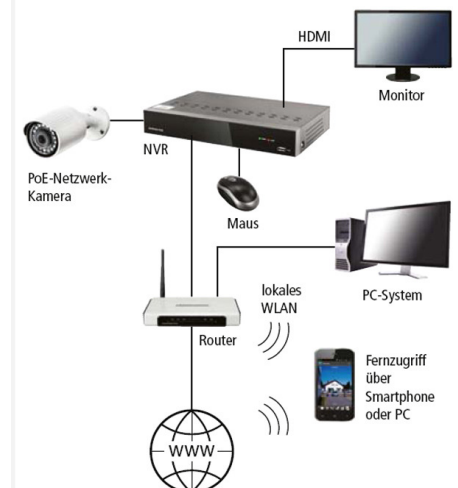 HDMI
Monitor
NVR
PoE-Netzwerk-
Kamera
Maus
lokales
WLAN
PC-System
Router
Fernzugriff
über
Smartphone
oder PC
WWW